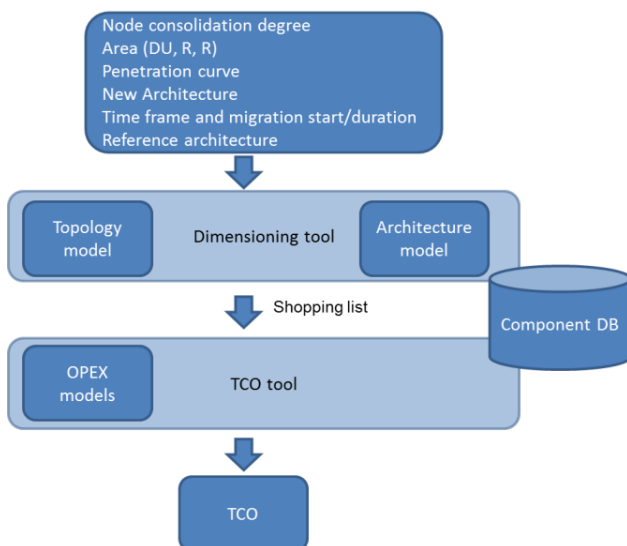 Node consolidation degree
Area (DU, R, R)
Penetration curve
New Architecture
Time frame and migration start/duration
Reference architecture
Topology
model
Dimensioning tool
Architecture
model
Shopping list
Component DB
OPEX
models
TCO tool
TCO